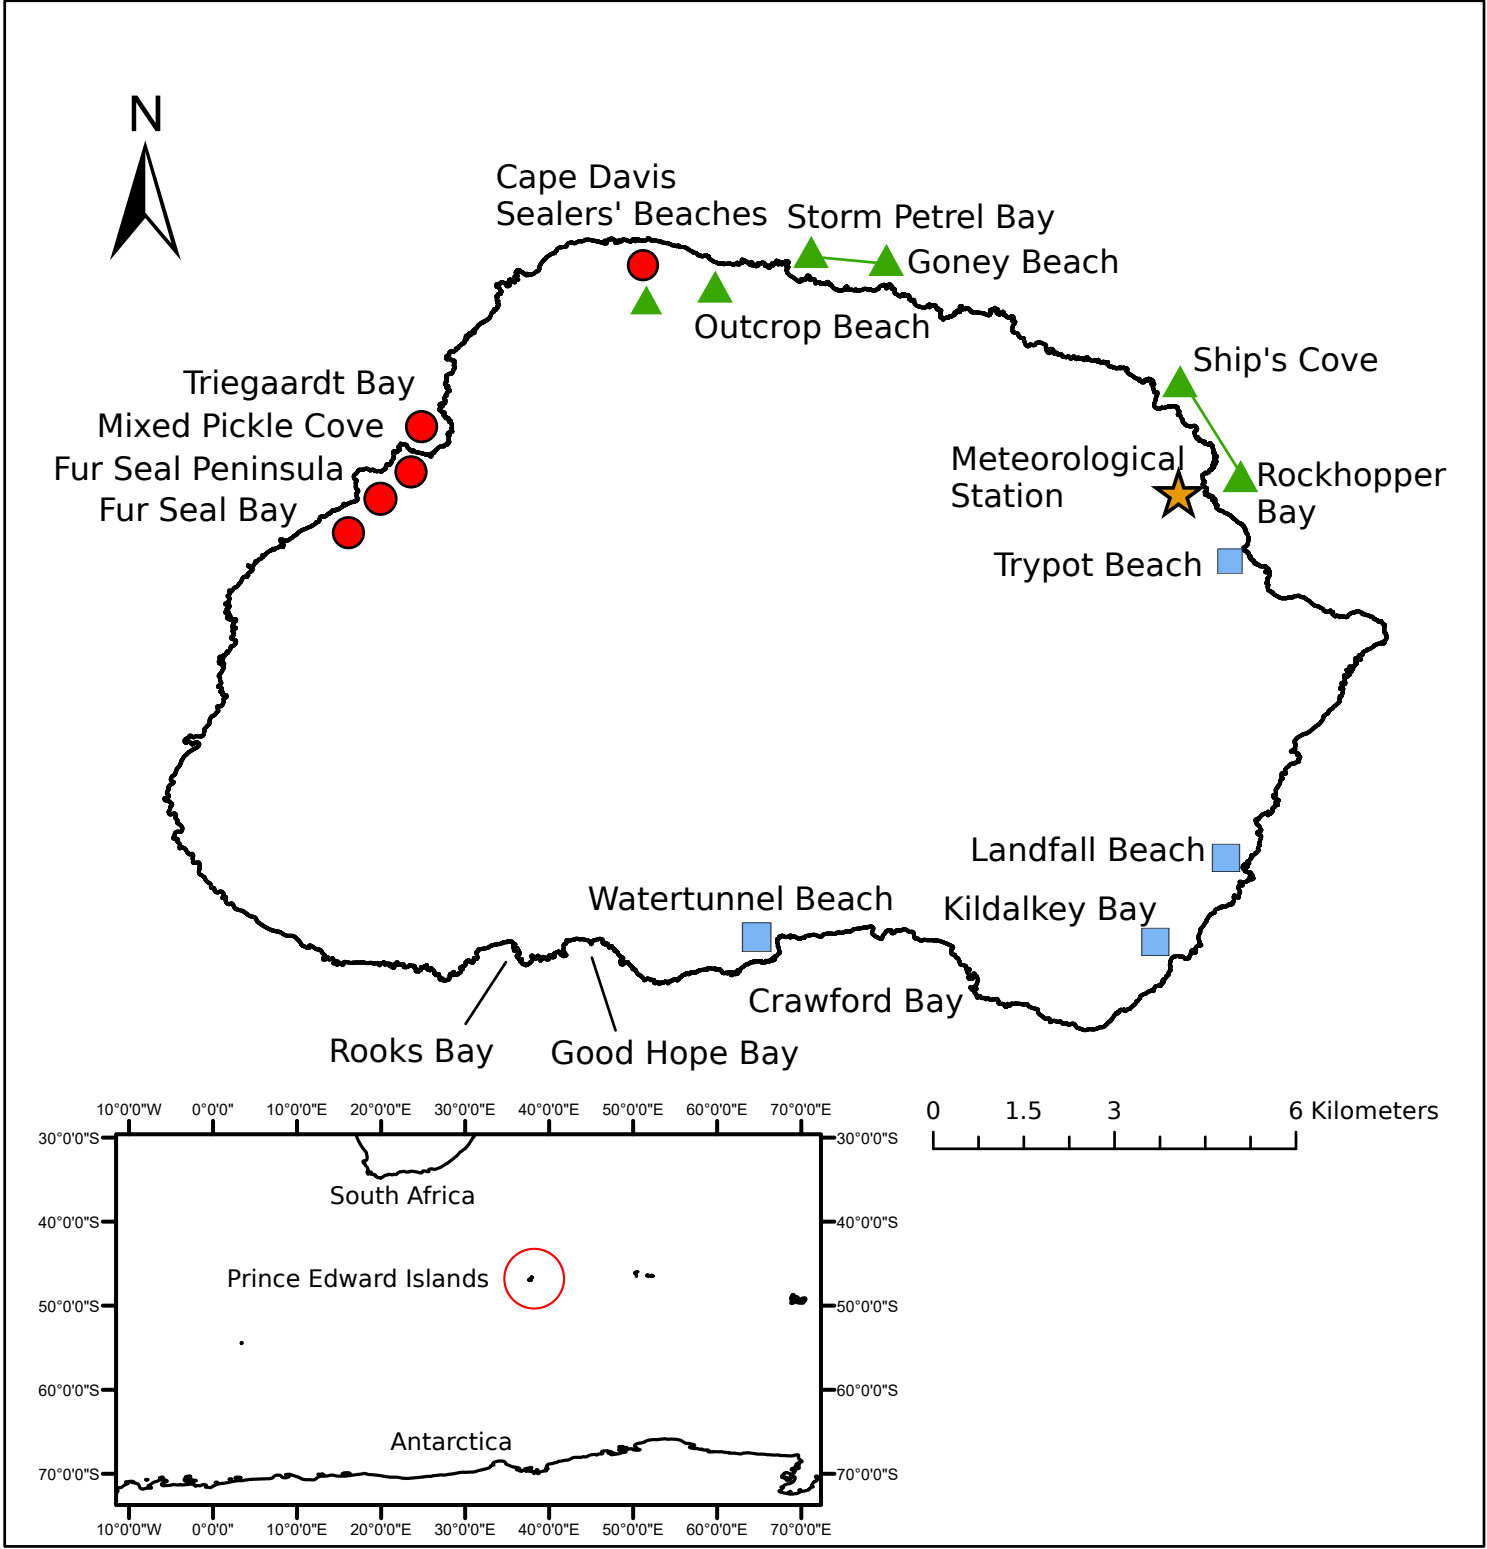 N
Cape Davis
Sealers' Beaches
Storm Petrel Bay
Goney Beach
Outcrop Beach
Ship's Cove
Triegaardt Bay
Mixed Pickle Cove
Fur Seal Peninsula
Fur Seal Bay
Meteorological
Station
Rockhopper
Bay
Trypot Beach
Landfall Beach
Watertunnel Beach
Kildalkey Bay
Crawford Bay
Rooks Bay
Good Hope Bay
0 1.5 3 6 Kilometers
10°0'0"W 0°0'0" 10°0'0"E 20°0'0"E 30°0'0"E 40°0'0"E 50°0'0"E 60°0'0"E 70°0'0"E
30°0'0"S 30°0'0"S
South Africa
40°0'0"S 40°0'0"S
Prince Edward Islands
50°0'0"S 50°0'0"S
60°0'0"S 60°0'0"S
Antarctica
70°0'0"S 70°0'0"S
10°0'0"W 0°0'0" 10°0'0"E 20°0'0"E 30°0'0"E 40°0'0"E 50°0'0"E 60°0'0"E 70°0'0"E